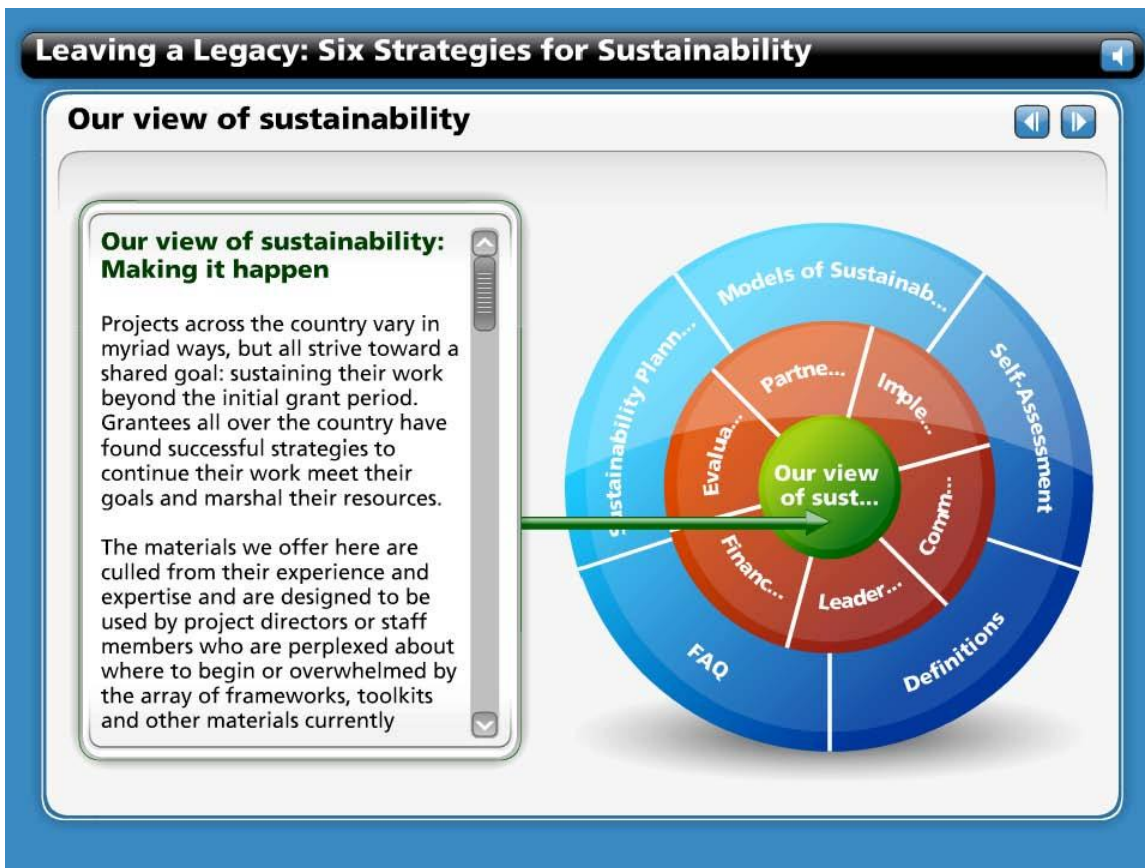 Leaving a Legacy: Six Strategies for Sustainability
Our view of sustainability
Our view of sustainability:
Making it happen
Projects across the country vary in
myriad ways, but all strive toward a
shared goal: sustaining their work
beyond the initial grant period.
Grantees all over the country have
found successful strategies to
continue their work meet their
goals and marshal their resources.
The materials we offer here are
culled from their experience and
expertise and are designed to be
used by project directors or staff
members who are perplexed about
where to begin or overwhelmed by
the array of frameworks, toolkits
and other materials currently
Models of Sustainab...
Self-Assessment
Definitions
FAQ
Sustainability Plann...
Partne...
Imple...
Comm...
Leader...
Financ...
Evalua...
Our view
of sust...